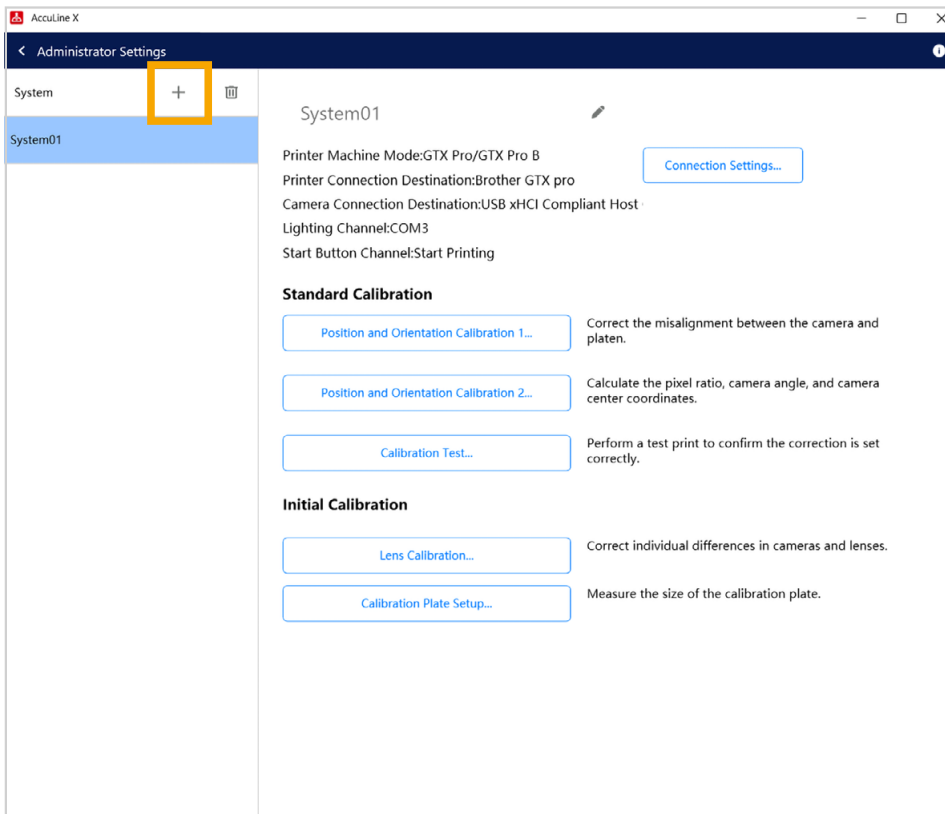 AccuLine X
Administrator Settings
System
System01
System01
Printer Machine Mode:GTX Pro/GTX Pro B
Connection Settings...
Printer Connection Destination:Brother GTX pro
Camera Connection Destination:USB xHCI Compliant Host
Lighting Channel:COM3
Start Button Channel:Start Printing
Standard Calibration
Position and Orientation Calibration 1...
Correct the misalignment between the camera and
platen.
Position and Orientation Calibration 2...
Calculate the pixel ratio, camera angle, and camera
center coordinates.
Calibration Test...
Perform a test print to confirm the correction is set
correctly.
Initial Calibration
Lens Calibration...
Correct individual differences in cameras and lenses.
Calibration Plate Setup...
Measure the size of the calibration plate.